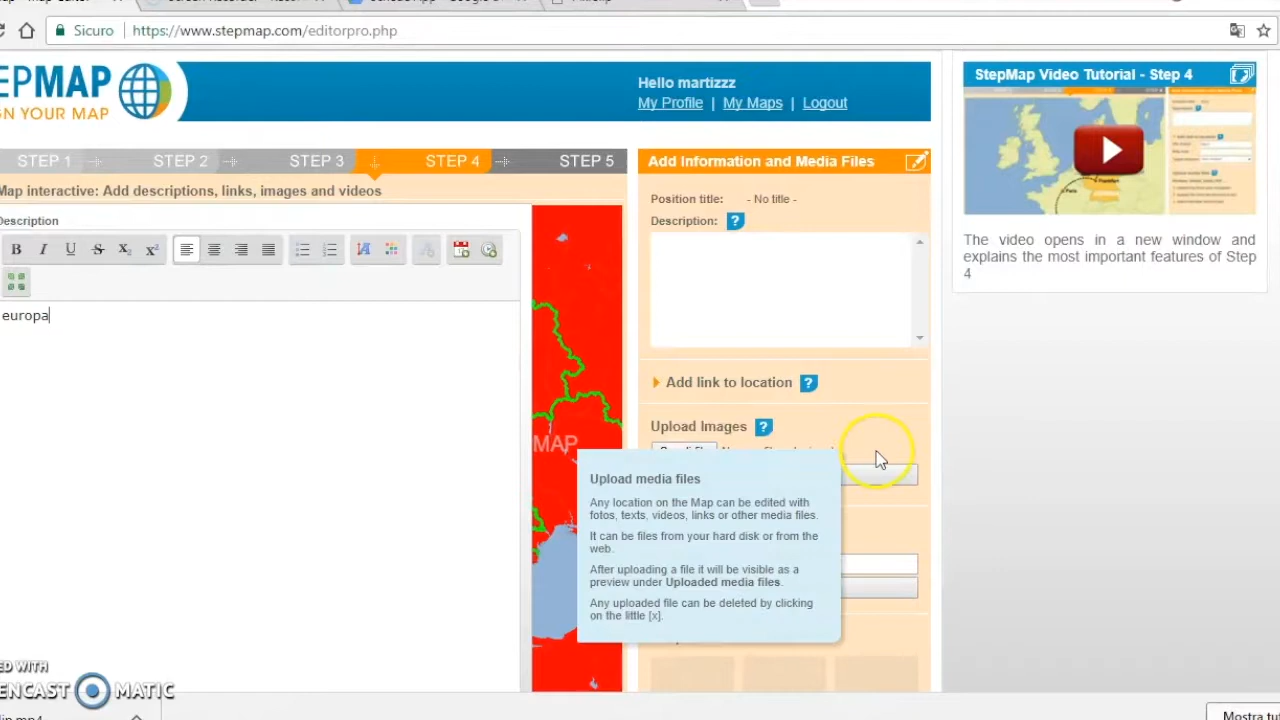 Sicuro https://www.stepmap.com/editorpro.php
EPMAP
GN YOUR MAP
Hello martizzz
My Profile | My Maps | Logout
STEP 1 STEP 2 STEP 3 STEP 4 STEP 5
Map interactive: Add descriptions, links, images and videos
Description
B I U S X₂ X²
europa
MAP
Add Information and Media Files
Position title: - No title -
Description: ?
Add link to location ?
Upload Images ?
Upload media files
Any location on the Map can be edited with
fotos, texts, videos, links or other media files.
It can be files from your hard disk or from the
web.
After uploading a file it will be visible as a
preview under Uploaded media files.
Any uploaded file can be deleted by clicking
on the little [x].
StepMap Video Tutorial - Step 4
The video opens in a new window and
explains the most important features of Step
4
ED WITH
ENCAST MATIC
Mostra tu